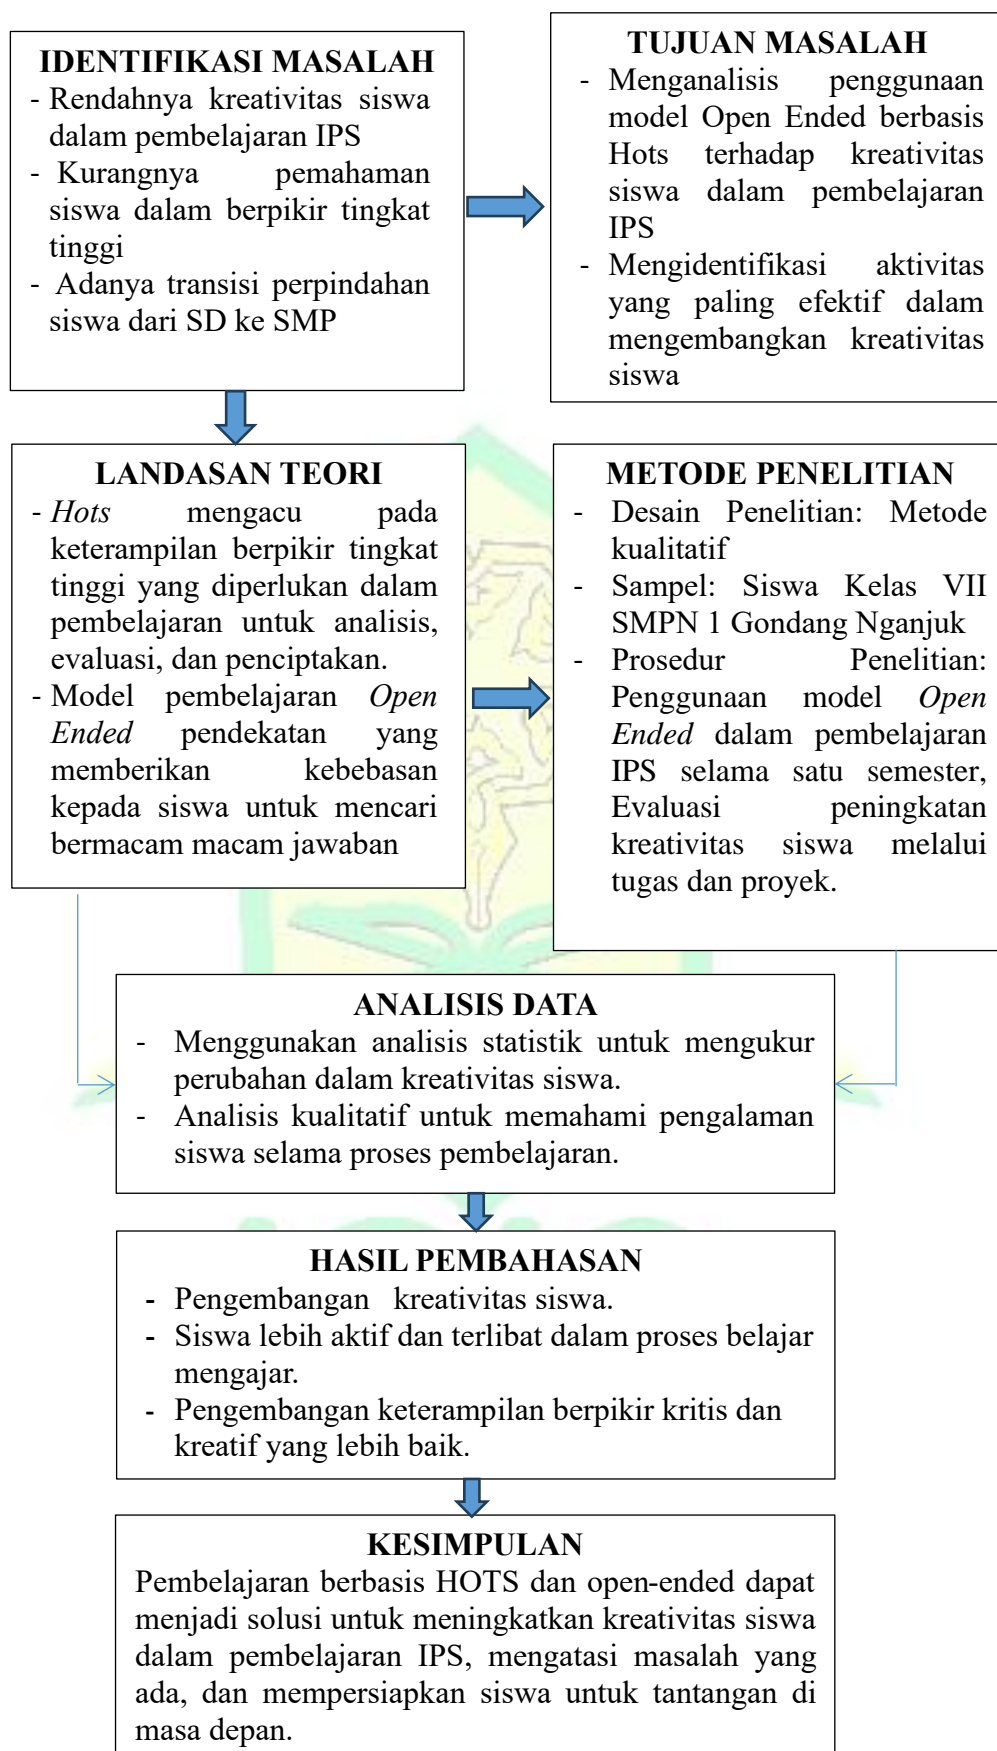 IDENTIFIKASI MASALAH
- Rendahnya kreativitas siswa
dalam pembelajaran IPS
- Kurangnya pemahaman
siswa dalam berpikir tingkat
tinggi
- Adanya transisi perpindahan
siswa dari SD ke SMP
TUJUAN MASALAH
- Menganalisis penggunaan
model Open Ended berbasis
Hots terhadap kreativitas
siswa dalam pembelajaran
IPS
- Mengidentifikasi aktivitas
yang paling efektif dalam
mengembangkan kreativitas
siswa
LANDASAN TEORI
- Hots mengacu pada
keterampilan berpikir tingkat
tinggi yang diperlukan dalam
pembelajaran untuk analisis,
evaluasi, dan penciptakan.
- Model pembelajaran Open
Ended pendekatan yang
memberikan kebebasan
kepada siswa untuk mencari
bermacam macam jawaban
METODE PENELITIAN
- Desain Penelitian: Metode
kualitatif
- Sampel: Siswa Kelas VII
SMPN 1 Gondang Nganjuk
- Prosedur Penelitian:
Penggunaan model Open
Ended dalam pembelajaran
IPS selama satu semester,
Evaluasi peningkatan
kreativitas siswa melalui
tugas dan proyek.
ANALISIS DATA
- Menggunakan analisis statistik untuk mengukur
perubahan dalam kreativitas siswa.
- Analisis kualitatif untuk memahami pengalaman
siswa selama proses pembelajaran.
HASIL PEMBAHASAN
- Pengembangan kreativitas siswa.
- Siswa lebih aktif dan terlibat dalam proses belajar
mengajar.
- Pengembangan keterampilan berpikir kritis dan
kreatif yang lebih baik.
KESIMPULAN
Pembelajaran berbasis HOTS dan open-ended dapat
menjadi solusi untuk meningkatkan kreativitas siswa
dalam pembelajaran IPS, mengatasi masalah yang
ada, dan mempersiapkan siswa untuk tantangan di
masa depan.